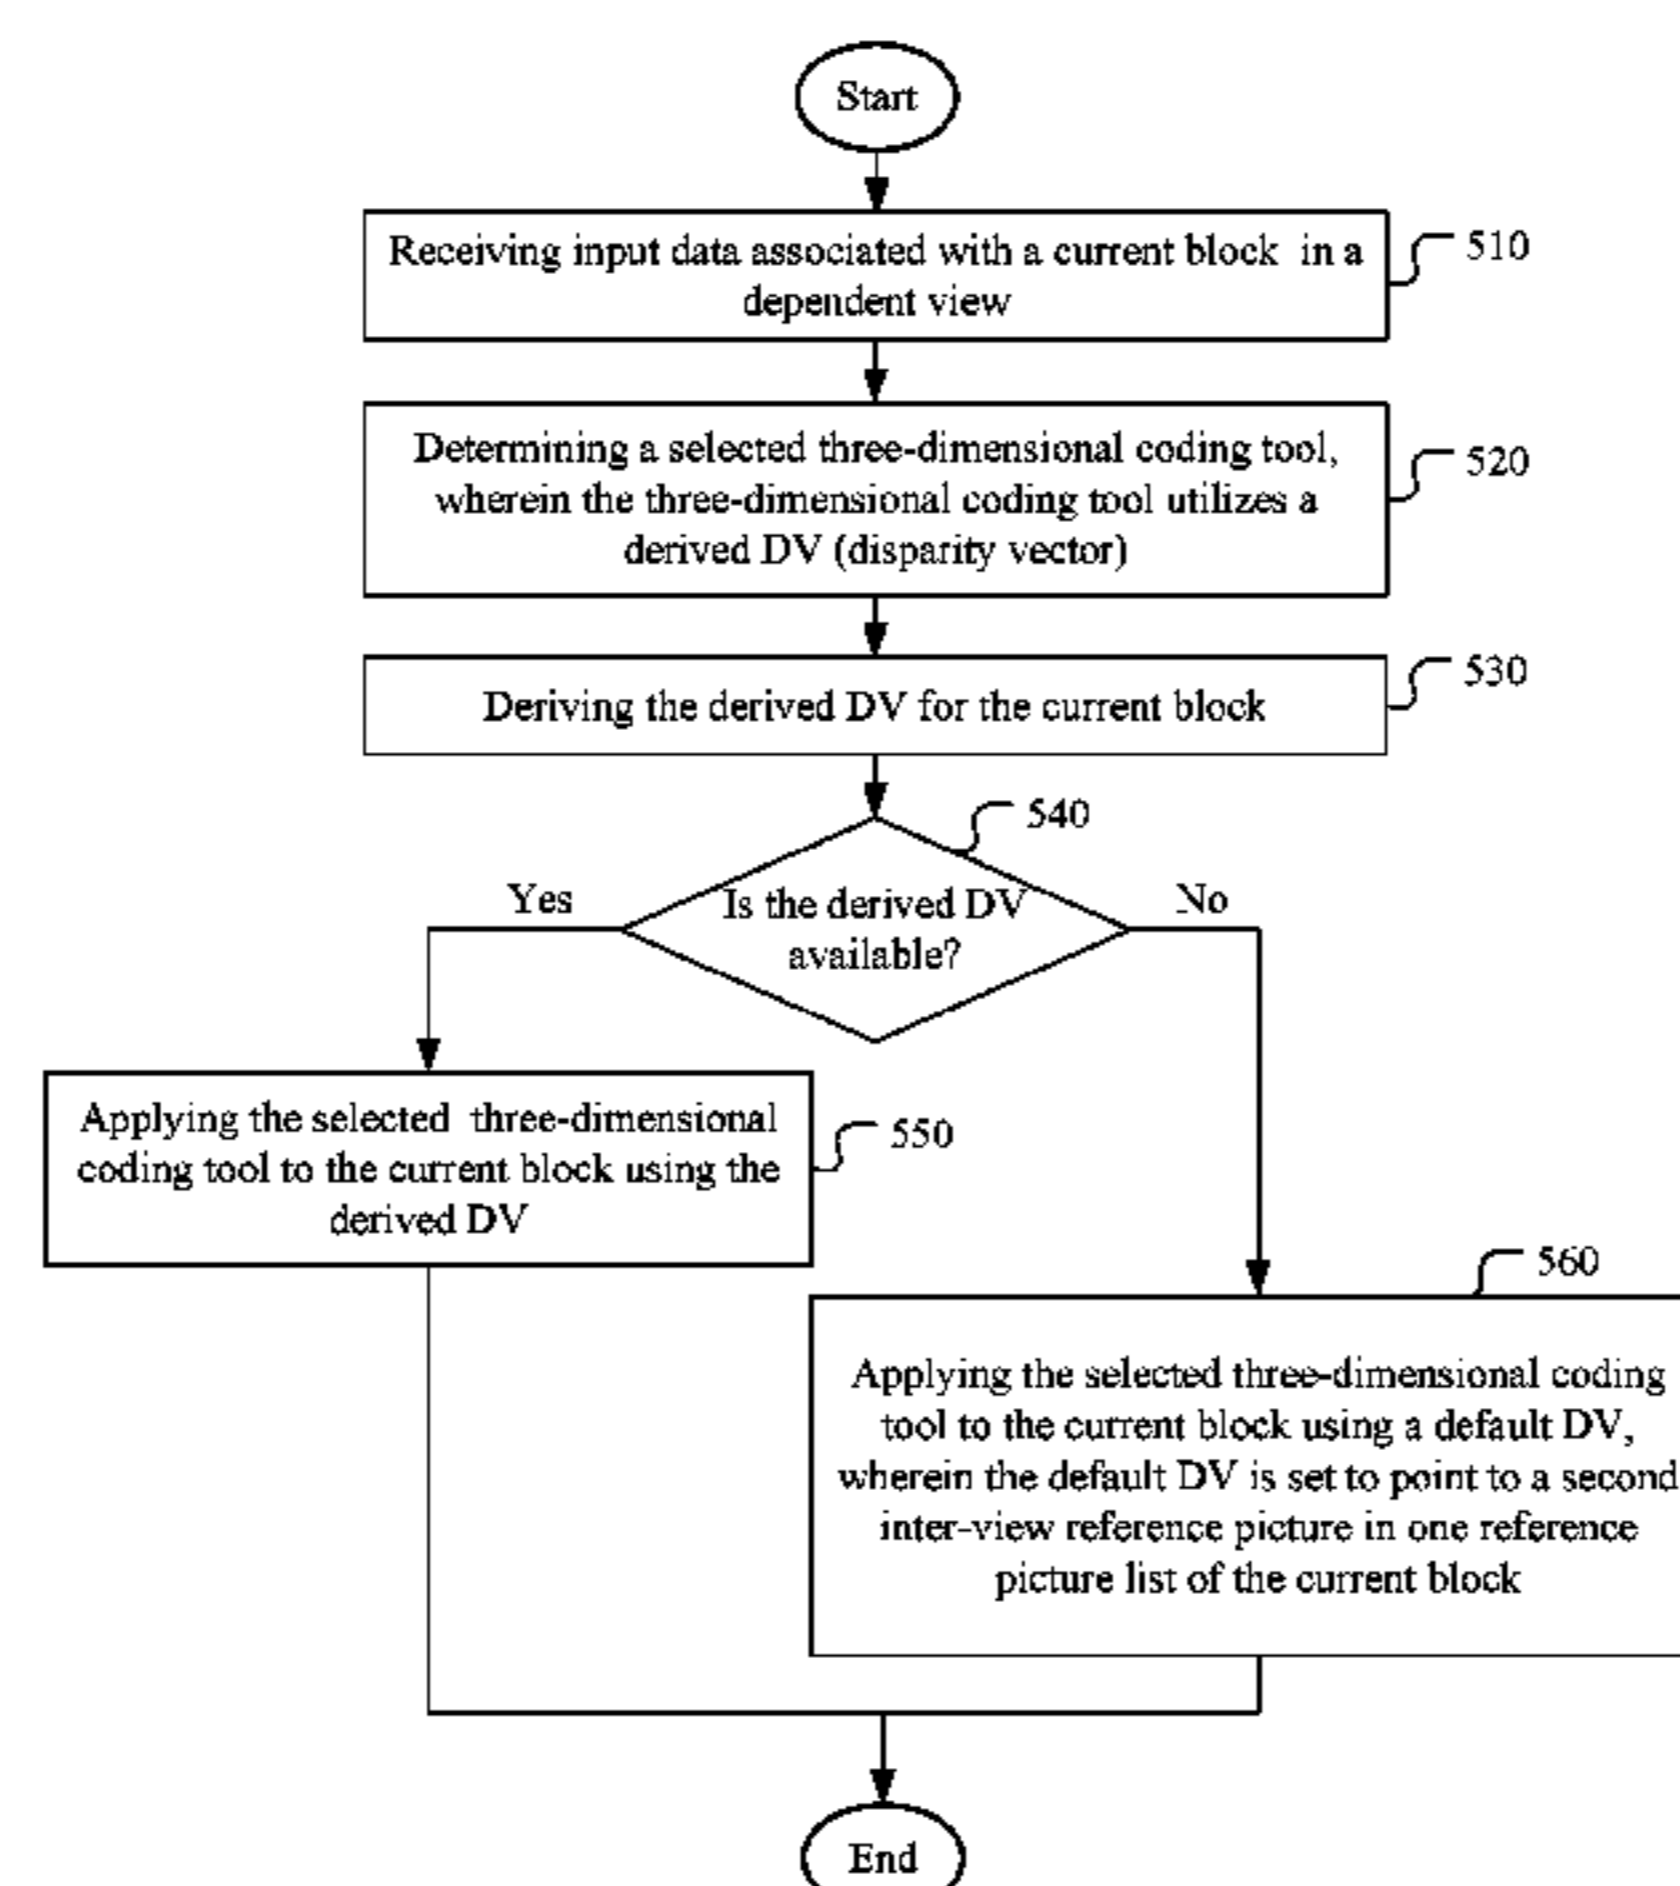 Start
Receiving input data associated with a current block in a
dependent view
510
Determining a selected three-dimensional coding tool,
wherein the three-dimensional coding tool utilizes a
derived DV (disparity vector)
520
Deriving the derived DV for the current block
530
540
Yes
Is the derived DV
available?
No
Applying the selected three-dimensional
coding tool to the current block using the
derived DV
550
560
Applying the selected three-dimensional coding
tool to the current block using a default DV,
wherein the default DV is set to point to a second
inter-view reference picture in one reference
picture list of the current block
End